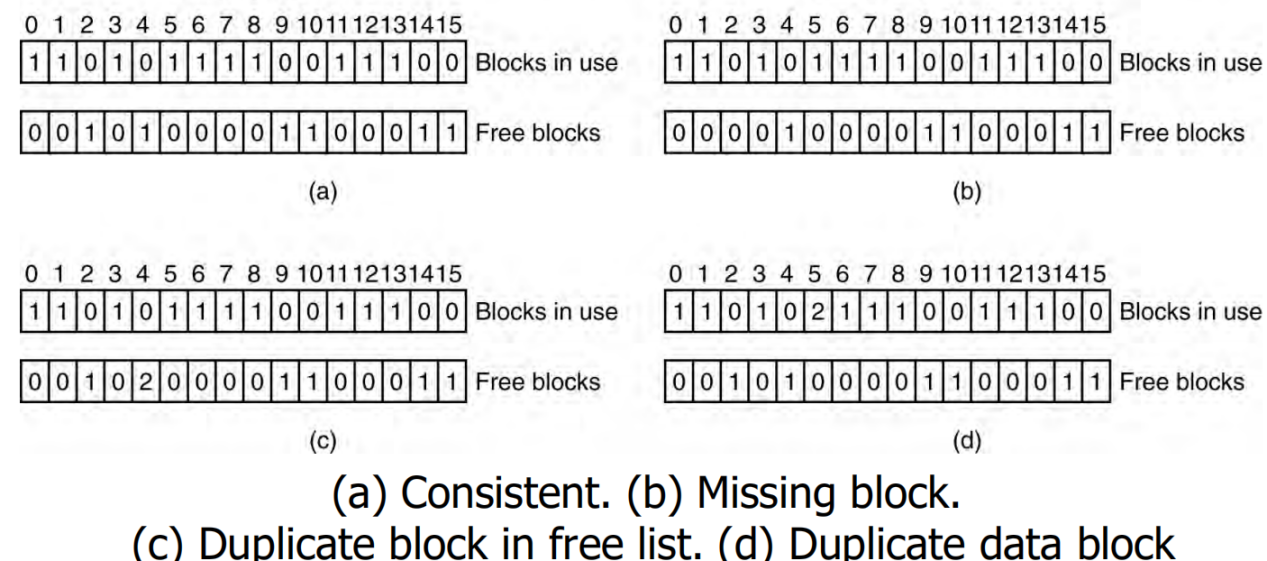 0 1 2 3 4 5 6 7 8 9 10 11 12 13 14 15
1 1 0 1 0 1 1 1 1 0 0 1 1 1 0 0 Blocks in use
0 0 1 0 1 0 0 0 0 1 1 0 0 0 1 1 Free blocks
(a)
0 1 2 3 4 5 6 7 8 9 10 11 12 13 14 15
1 1 0 1 0 1 1 1 1 0 0 1 1 1 0 0 Blocks in use
0 0 0 0 1 0 0 0 0 1 1 0 0 0 1 1 Free blocks
(b)
0 1 2 3 4 5 6 7 8 9 10 11 12 13 14 15
1 1 0 1 0 1 1 1 1 0 0 1 1 1 0 0 Blocks in use
0 0 1 0 2 0 0 0 0 1 1 0 0 0 1 1 Free blocks
(c)
0 1 2 3 4 5 6 7 8 9 10 11 12 13 14 15
1 1 0 1 0 2 1 1 1 0 0 1 1 1 0 0 Blocks in use
0 0 1 0 1 0 0 0 0 1 1 0 0 0 1 1 Free blocks
(d)
(a) Consistent. (b) Missing block.
(c) Duplicate block in free list. (d) Duplicate data block